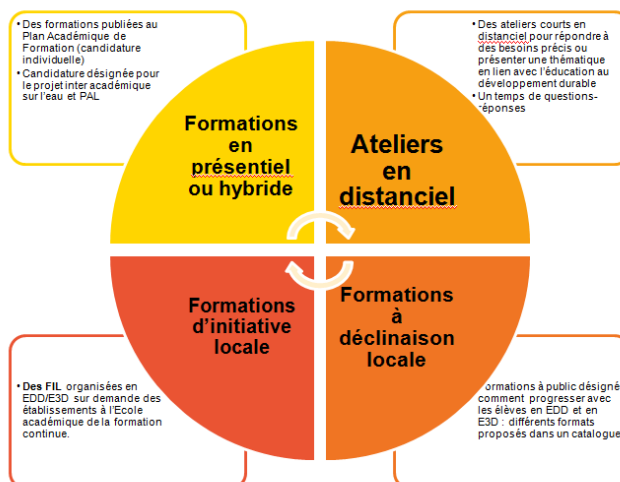 • Des formations publiées au
Plan Académique de
Formation (candidature
individuelle)
• Candidature désignée pour
le projet inter académique
sur l'eau et PAL
• Des ateliers courts en
distanciel pour répondre à
des besoins précis ou
présenter une thématique
en lien avec l'éducation au
développement durable
• Un temps de questions-
réponses
Formations
en
présentiel
ou hybride
Ateliers
en
distanciel
Formations
d'initiative
locale
Formations
à
déclinaison
locale
• Des FIL organisées en
EDD/E3D sur demande des
établissements à l'Ecole
académique de la formation
continue.
ormations à public désigné
comment progresser avec
les élèves en EDD et en
E3D : différents formats
proposés dans un catalogue